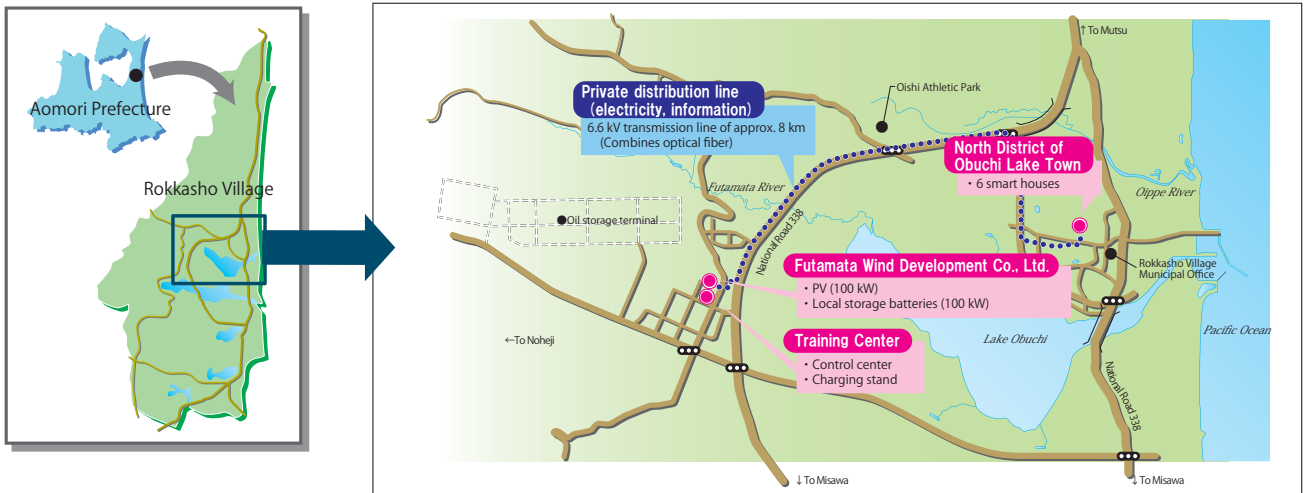 Aomori Prefecture
Rokkasho Village
↑To Mutsu
Oishi Athletic Park
Private distribution line
(electricity, information)
6.6 kV transmission line of approx. 8 km
(Combines optical fiber)
North District of
Obuchi Lake Town
・6 smart houses
Futamata River
Oippe River
Oil storage terminal
National Road 338
Futamata Wind Development Co., Ltd.
・PV (100 kW)
・Local storage batteries (100 kW)
Rokkasho Village
Municipal Office
Training Center
・Control center
・Charging stand
←To Noheji
Lake Obuchi
Pacific Ocean
National Road 338
↓To Misawa
↓To Misawa